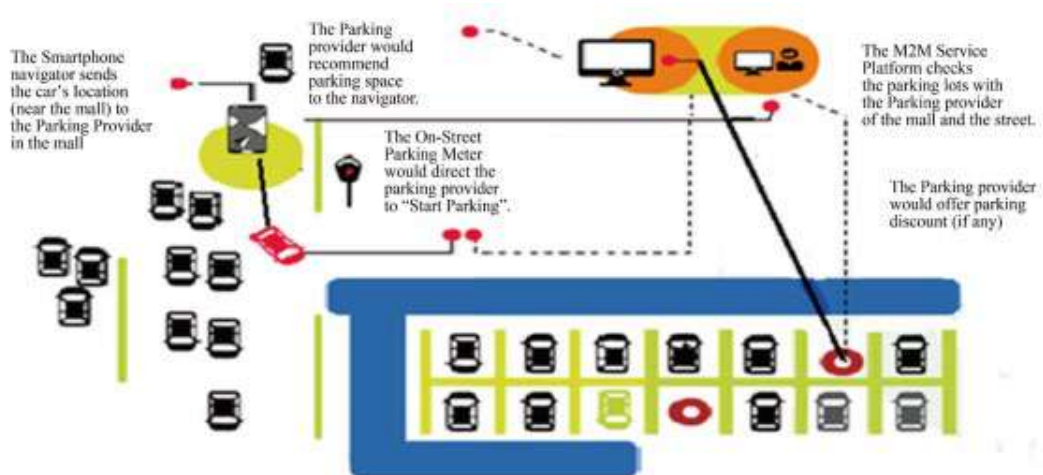 The Smartphone
navigator sends
the car's location
(near the mall) to
the Parking Provider
in the mall
The Parking
provider would
recommend
parking space
to the navigator.
The On-Street
Parking Meter
would direct the
parking provider
to “Start Parking”.
The M2M Service
Platform checks
the parking lots with
the Parking provider
of the mall and the street.
The Parking provider
would offer parking
discount (if any)